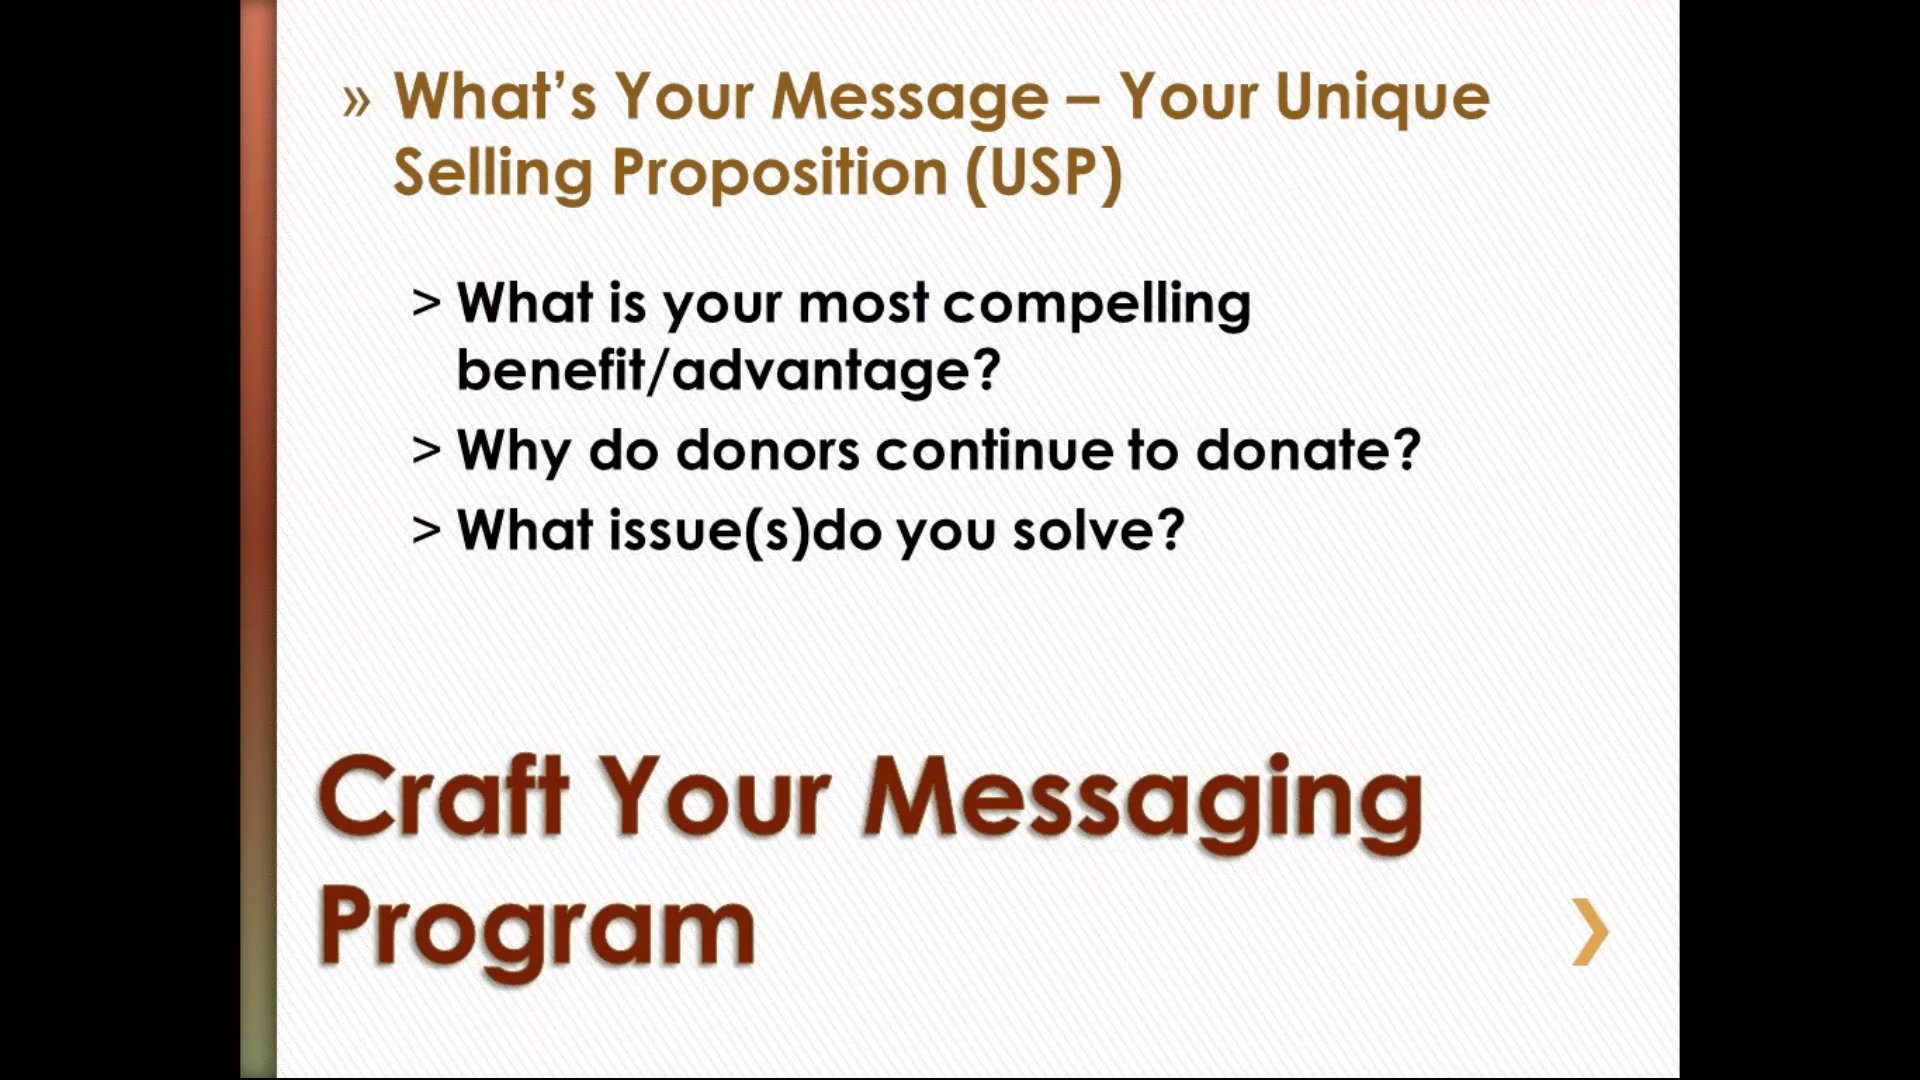 » What’s Your Message – Your Unique
Selling Proposition (USP)
> What is your most compelling
benefit/advantage?
> Why do donors continue to donate?
> What issue(s)do you solve?
Craft Your Messaging
Program